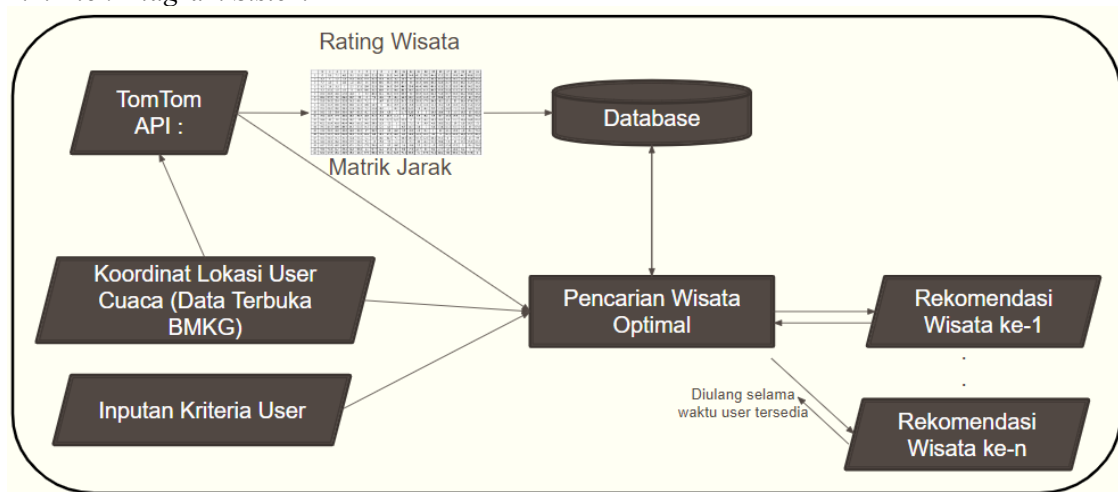 Rating Wisata
TomTom
API :
Database
Matrik Jarak
Koordinat Lokasi User
Cuaca (Data Terbuka
BMKG)
Pencarian Wisata
Optimal
Rekomendasi
Wisata ke-1
.
.
Inputan Kriteria User
Diulang selama
waktu user tersedia
Rekomendasi
Wisata ke-n